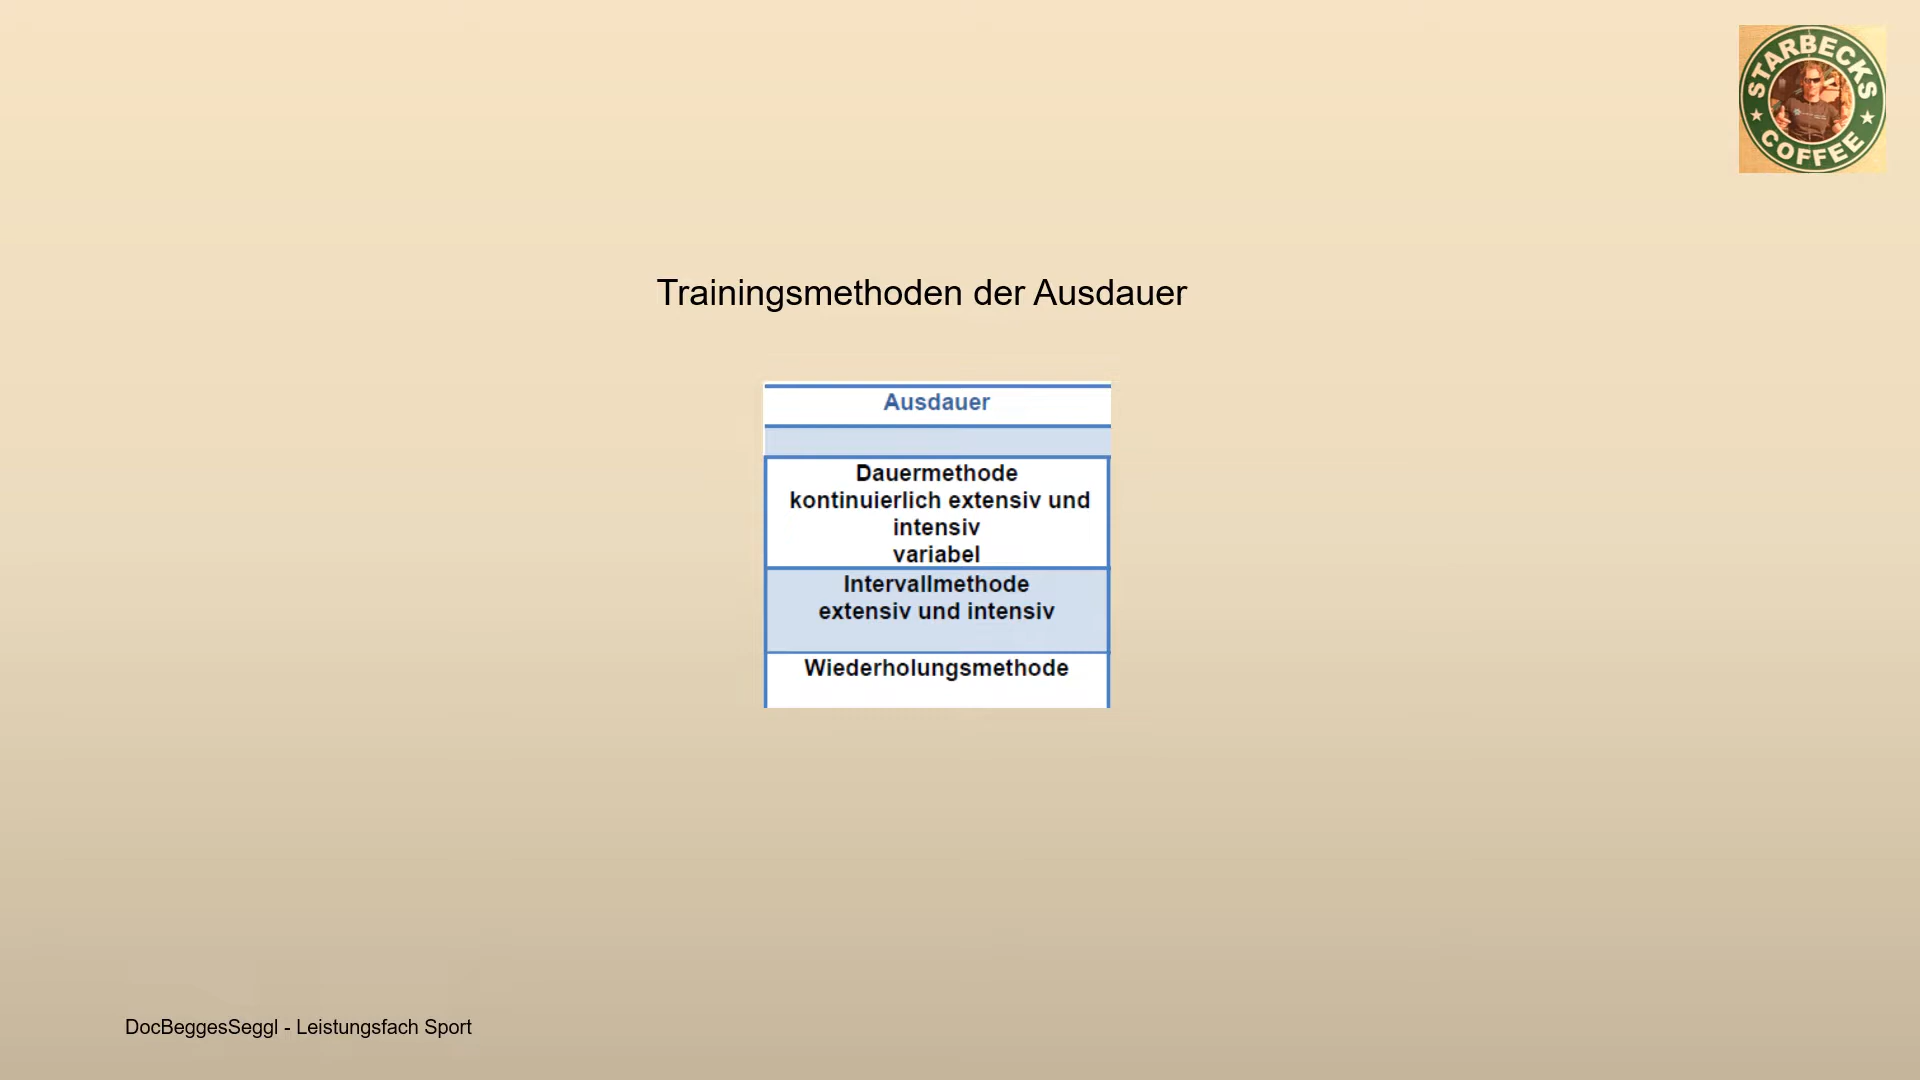 STARBECKS
COFFEE
Trainingsmethoden der Ausdauer
Ausdauer
Dauermethode
kontinuierlich extensiv und
intensiv
variabel
Intervallmethode
extensiv und intensiv
Wiederholungsmethode
DocBeggesSeggl - Leistungsfach Sport